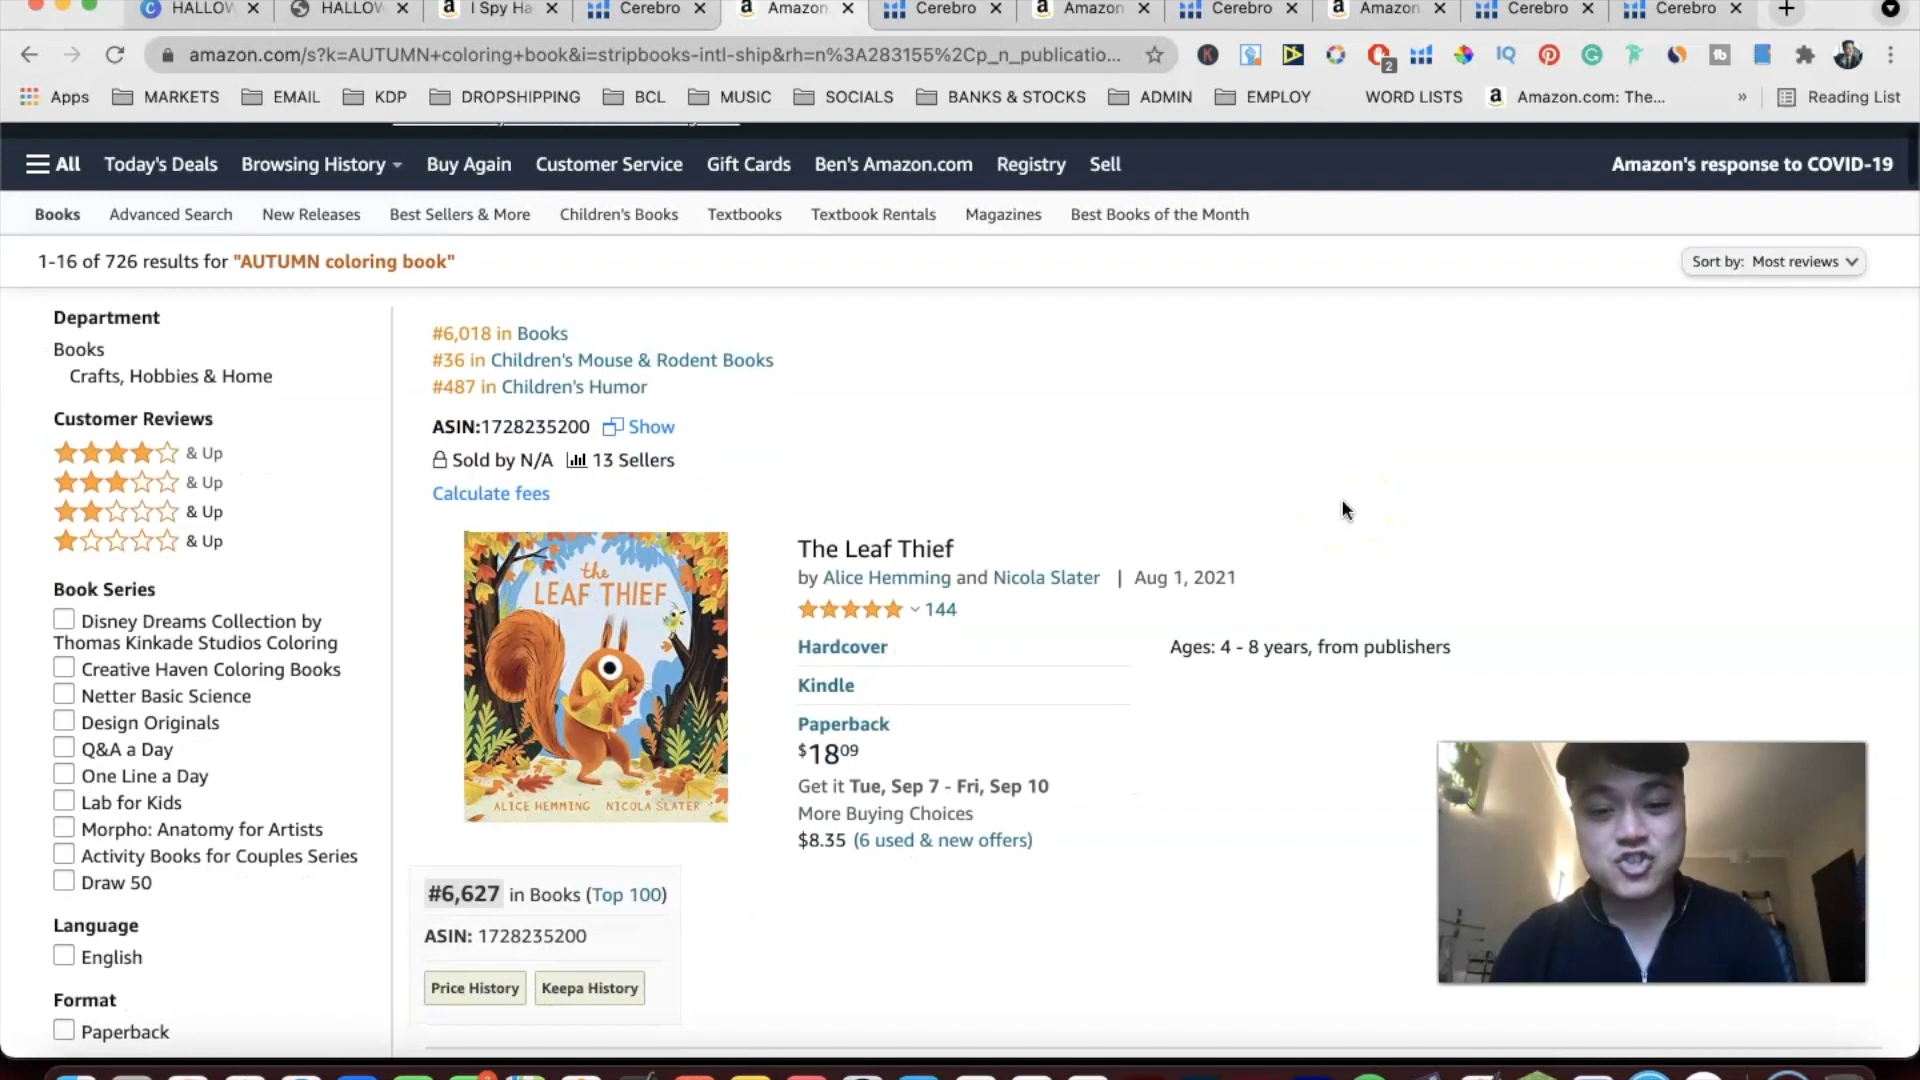 HALLOW
HALLOW
I Spy Ha
Cerebro
Amazon.
Cerebro
Amazon
Cerebro
Amazon
Cerebro
Cerebro
amazon.com/s?k=AUTUMN+coloring+book&i=stripbooks-intl-ship&rh=n%3A283155%2Cp_n_publicatio...
2
Apps
MARKETS
EMAIL
KDP
DROPSHIPPING
BCL
MUSIC
SOCIALS
BANKS & STOCKS
ADMIN
EMPLOY
WORD LISTS
Amazon.com: The...
»
Reading List
All
Today's Deals
Browsing History
Buy Again
Customer Service
Gift Cards
Ben's Amazon.com
Registry
Sell
Amazon's response to COVID-19
Books
Advanced Search
New Releases
Best Sellers & More
Children's Books
Textbooks
Textbook Rentals
Magazines
Best Books of the Month
1-16 of 726 results for "AUTUMN coloring book"
Sort by: Most reviews
Department
Books
Crafts, Hobbies & Home
Customer Reviews
& Up
& Up
& Up
& Up
Book Series
Disney Dreams Collection by
Thomas Kinkade Studios Coloring
Creative Haven Coloring Books
Netter Basic Science
Design Originals
Q&A a Day
One Line a Day
Lab for Kids
Morpho: Anatomy for Artists
Activity Books for Couples Series
Draw 50
Language
English
Format
Paperback
#6,018 in Books
#36 in Children's Mouse & Rodent Books
#487 in Children's Humor
ASIN:1728235200 Show
Sold by N/A 13 Sellers
Calculate fees
the
LEAF THIEF
ALICE HEMMING NICOLA SLATER
The Leaf Thief
by Alice Hemming and Nicola Slater | Aug 1, 2021
144
Hardcover
Ages: 4 - 8 years, from publishers
Kindle
Paperback
$18.09
Get it Tue, Sep 7 - Fri, Sep 10
More Buying Choices
$8.35 (6 used & new offers)
#6,627 in Books (Top 100)
ASIN: 1728235200
Price History
Keepa History